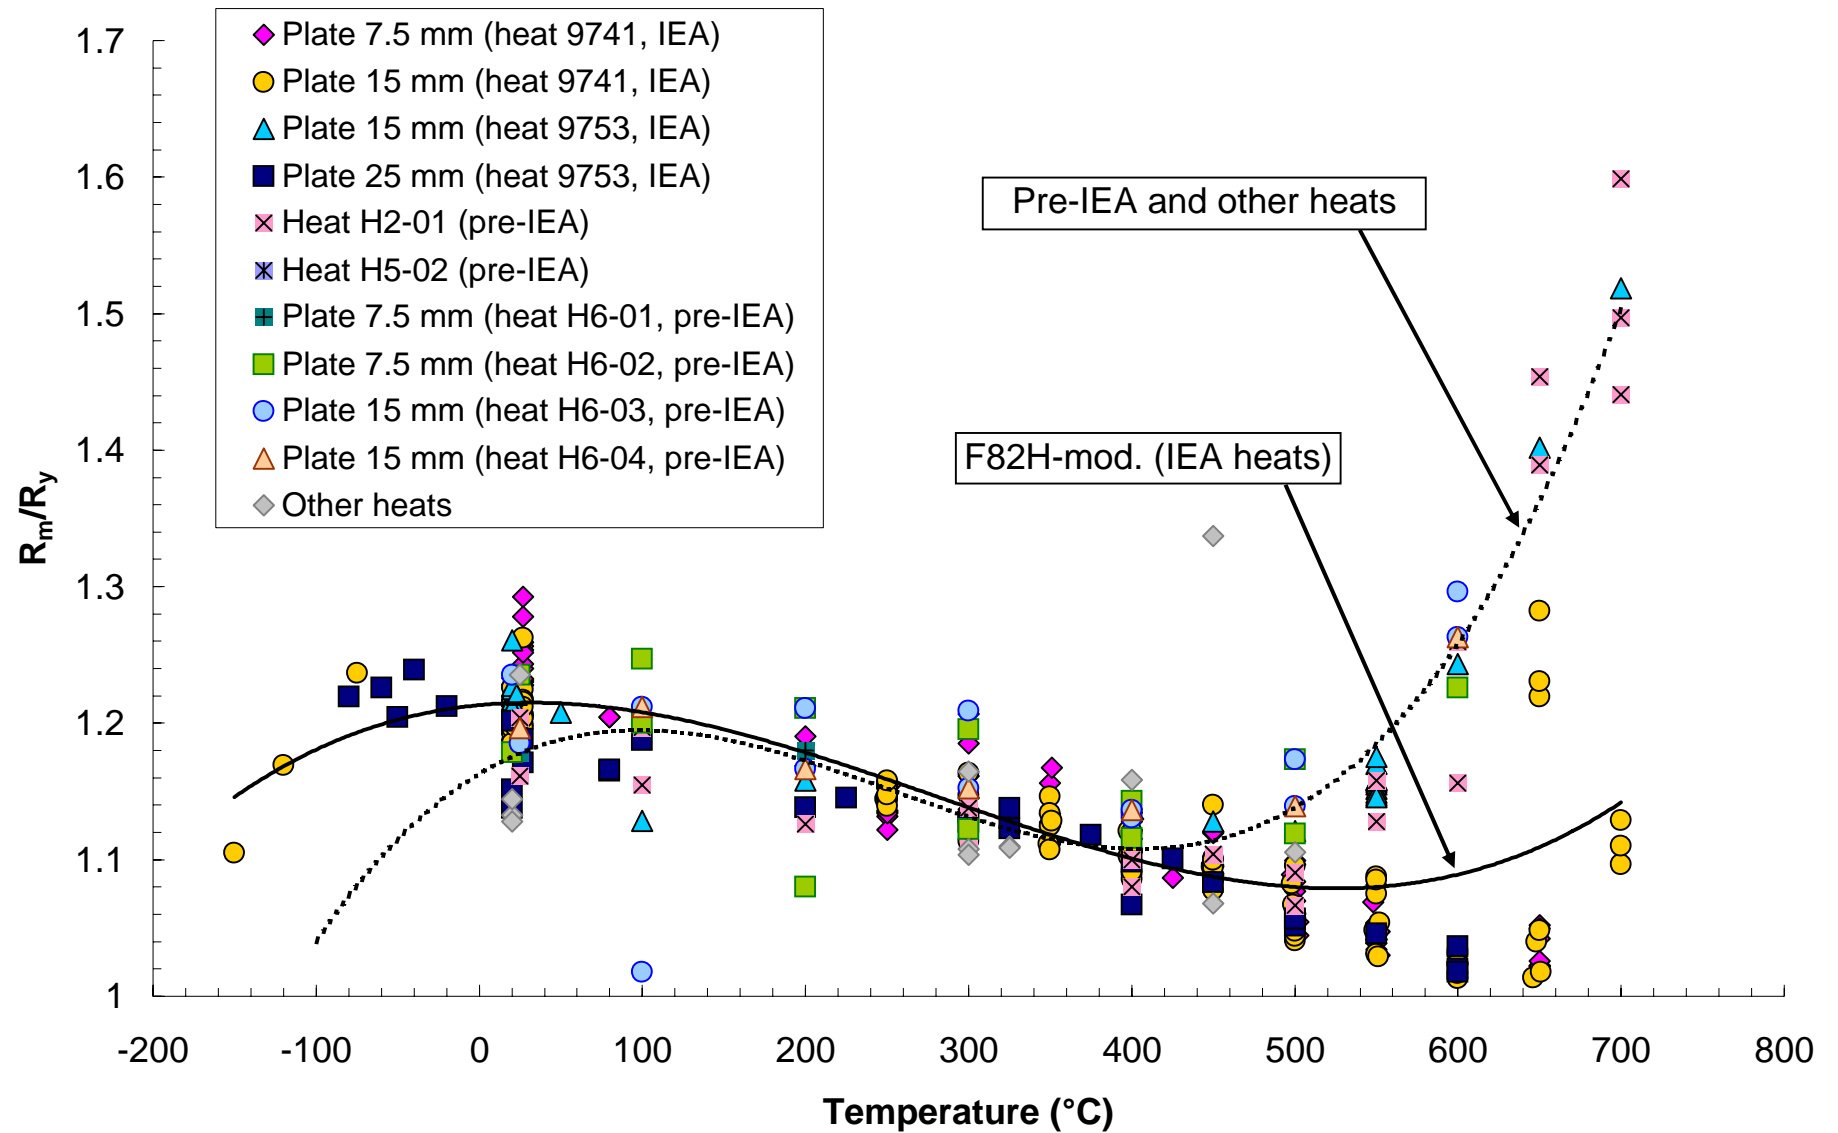 Plate 7.5 mm (heat 9741, IEA)
Plate 15 mm (heat 9741, IEA)
Plate 15 mm (heat 9753, IEA)
Plate 25 mm (heat 9753, IEA)
Heat H2-01 (pre-IEA)
Heat H5-02 (pre-IEA)
Plate 7.5 mm (heat H6-01, pre-IEA)
Plate 7.5 mm (heat H6-02, pre-IEA)
Plate 15 mm (heat H6-03, pre-IEA)
Plate 15 mm (heat H6-04, pre-IEA)
Other heats
Pre-IEA and other heats
F82H-mod. (IEA heats)
Rm/Ry
1.7
1.6
1.5
1.4
1.3
1.2
1.1
1
-200 -100 0 100 200 300 400 500 600 700 800
Temperature (°C)